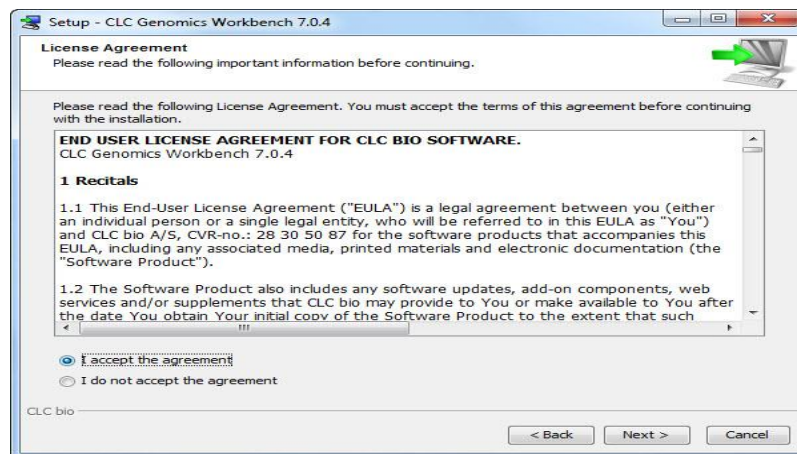 Setup - CLC Genomics Workbench 7.0.4
License Agreement
Please read the following important information before continuing.
Please read the following License Agreement. You must accept the terms of this agreement before continuing
with the installation.
END USER LICENSE AGREEMENT FOR CLC BIO SOFTWARE.
CLC Genomics Workbench 7.0.4
1 Recitals
1.1 This End-User License Agreement ("EULA") is a legal agreement between you (either
an individual person or a single legal entity, who will be referred to in this EULA as "You")
and CLC bio A/S, CVR-no.: 28 30 50 87 for the software products that accompanies this
EULA, including any associated media, printed materials and electronic documentation (the
"Software Product").
1.2 The Software Product also includes any software updates, add-on components, web
services and/or supplements that CLC bio may provide to You or make available to You after
the date You obtain Your initial copy of the Software Product to the extent that such
I accept the agreement
I do not accept the agreement
CLC bio
< Back
Next >
Cancel